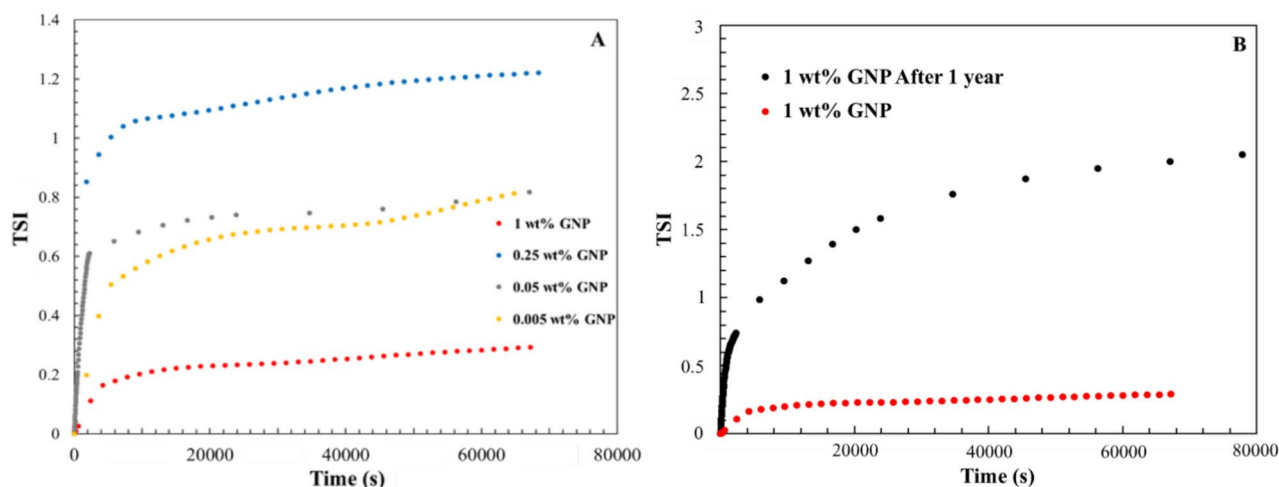 A
1.4
1.2
1
0.8
0.6
0.4
0.2
0
TSI
1 wt% GNP
0.25 wt% GNP
0.05 wt% GNP
0.005 wt% GNP
0 20000 40000 60000 80000
Time (s)
B
3
2.5
2
1.5
1
0.5
0
TSI
1 wt% GNP After 1 year
1 wt% GNP
20000 40000 60000 80000
Time (s)